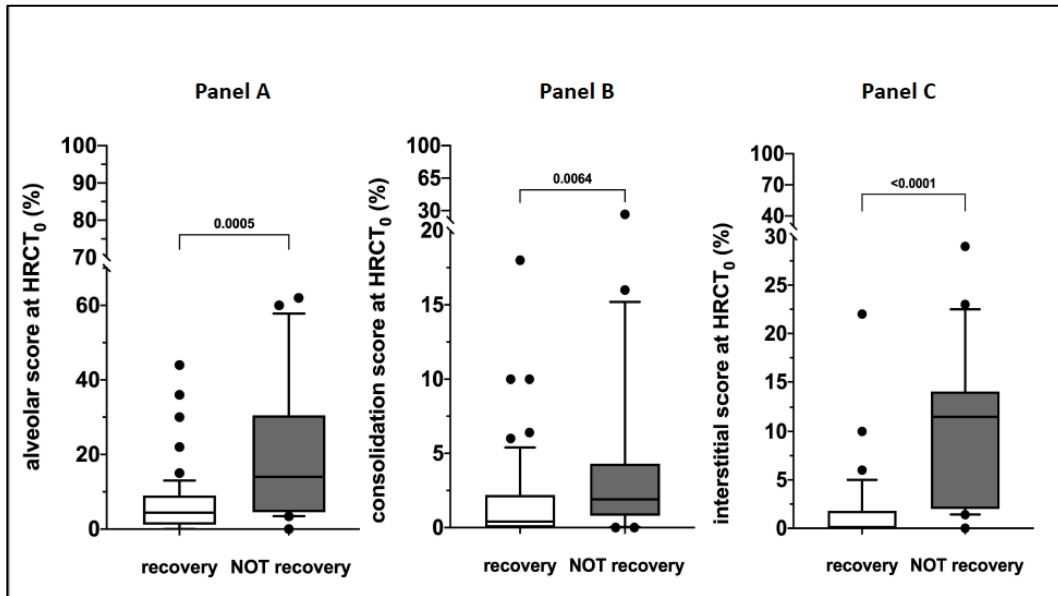 Panel A
Panel B
Panel C
alveolar score at HRCT0 (%)
100
90
80
70
60
40
20
0
0.0005
recovery
NOT recovery
consolidation score at HRCT0 (%)
100
65
30
20
15
10
5
0
0.0064
recovery
NOT recovery
interstitial score at HRCT0 (%)
100
70
40
30
25
20
15
10
5
0
<0.0001
recovery
NOT recovery